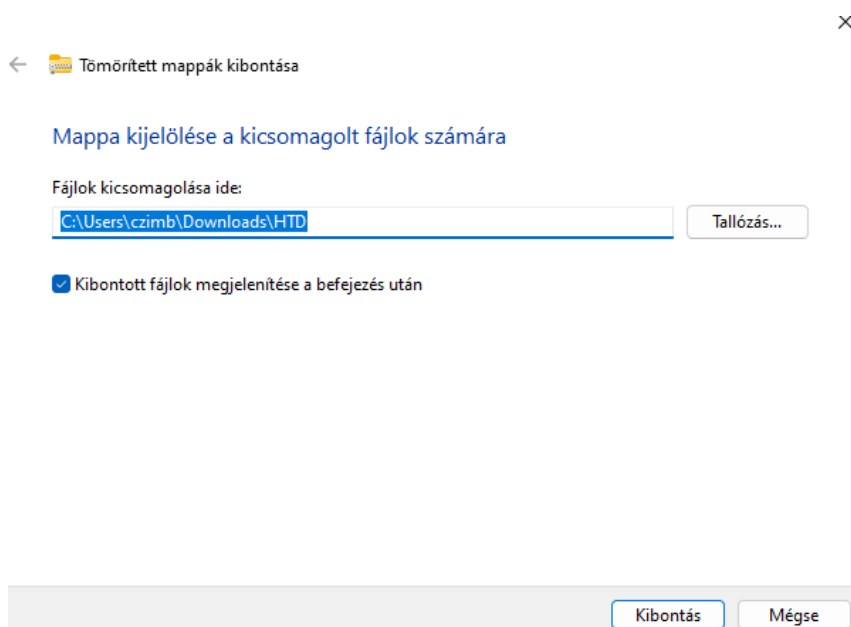 Tömörített mappák kibontása
Mappa kijelölése a kicsomagolt fájlok számára
Fájlok kicsomagolása ide:
C:\Users\czimb\Downloads\HTD
Tallózás...
Kibontott fájlok megjelenítése a befejezés után
Kibontás
Mégse